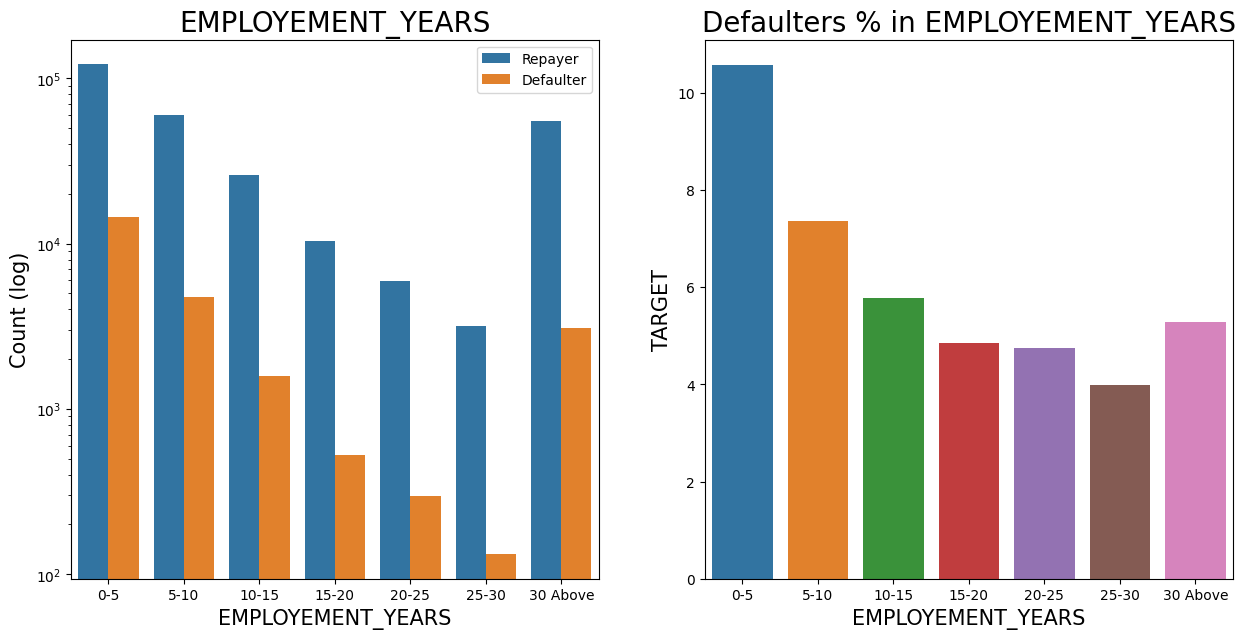 EMPLOYEMENT_YEARS
Repayer
Defaulter
10⁵
10⁴
10³
10²
Count (log)
0-5 5-10 10-15 15-20 20-25 25-30 30 Above
EMPLOYEMENT_YEARS
Defaulters % in EMPLOYEMENT_YEARS
10
8
6
4
2
0
TARGET
0-5 5-10 10-15 15-20 20-25 25-30 30 Above
EMPLOYEMENT_YEARS